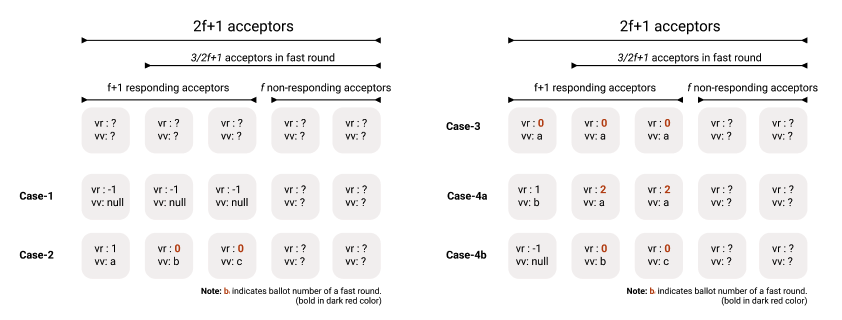 2f+1 acceptors
3/2f+1 acceptors in fast round
f+1 responding acceptors
f non-responding acceptors
vr : ? vr : ? vr : ? vr : ? vr : ?
vv: ? vv: ? vv: ? vv: ? vv: ?
Case-1
vr : -1 vr : -1 vr : -1 vr : ? vr : ?
vv: null vv: null vv: null vv: ? vv: ?
Case-2
vr : 1 vr : 0 vr : 0 vr : ? vr : ?
vv: a vv: b vv: c vv: ? vv: ?
Note: bᵢ indicates ballot number of a fast round.
(bold in dark red color)
2f+1 acceptors
3/2f+1 acceptors in fast round
f+1 responding acceptors
f non-responding acceptors
Case-3
vr : 0 vr : 0 vr : 0 vr : ? vr : ?
vv: a vv: a vv: a vv: ? vv: ?
Case-4a
vr : 1 vr : 2 vr : 2 vr : ? vr : ?
vv: b vv: a vv: a vv: ? vv: ?
Case-4b
vr : -1 vr : 0 vr : 0 vr : ? vr : ?
vv: null vv: b vv: c vv: ? vv: ?
Note: bᵢ indicates ballot number of a fast round.
(bold in dark red color)